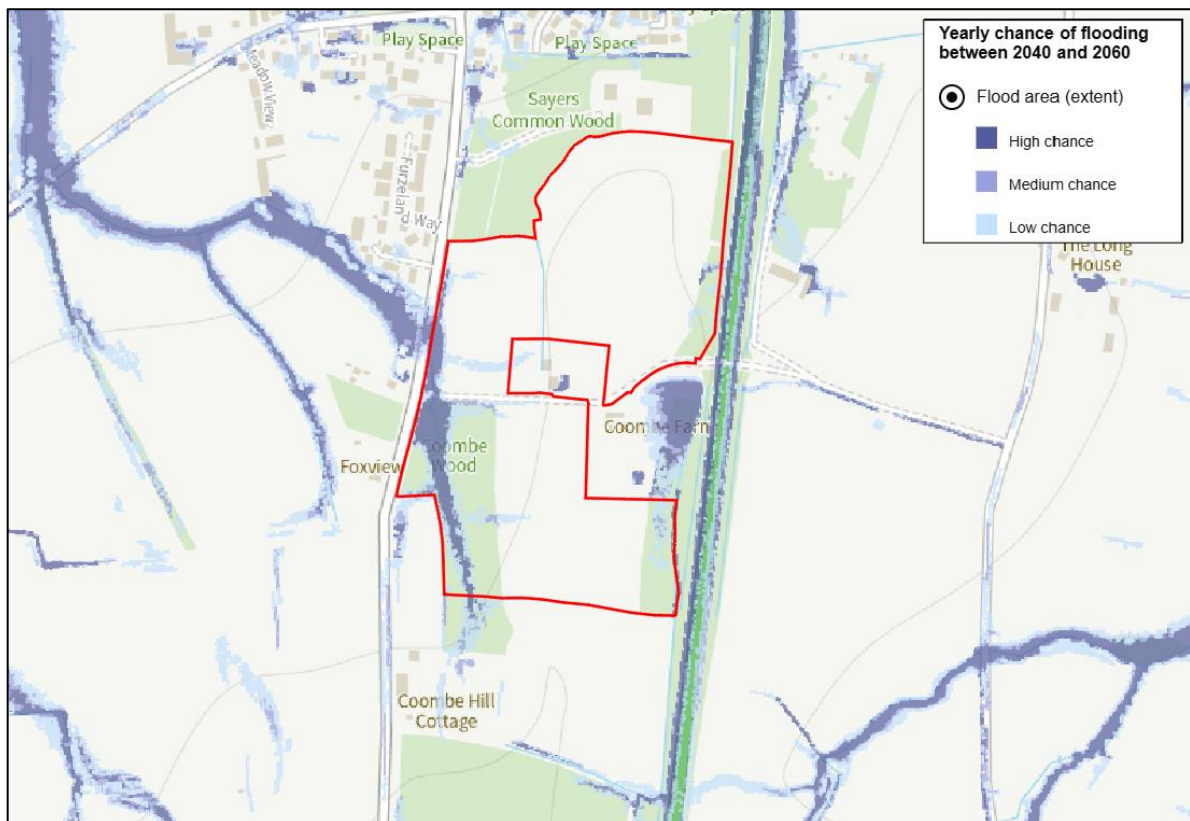 Play Space
Play Space
Play Space
Meadow View
Sayers
Common Wood
Furzeland Way
Coombe Farm
Coombe
Wood
Foxview
Coombe Hill
Cottage
The Long
House
Yearly chance of flooding
between 2040 and 2060
Flood area (extent)
High chance
Medium chance
Low chance